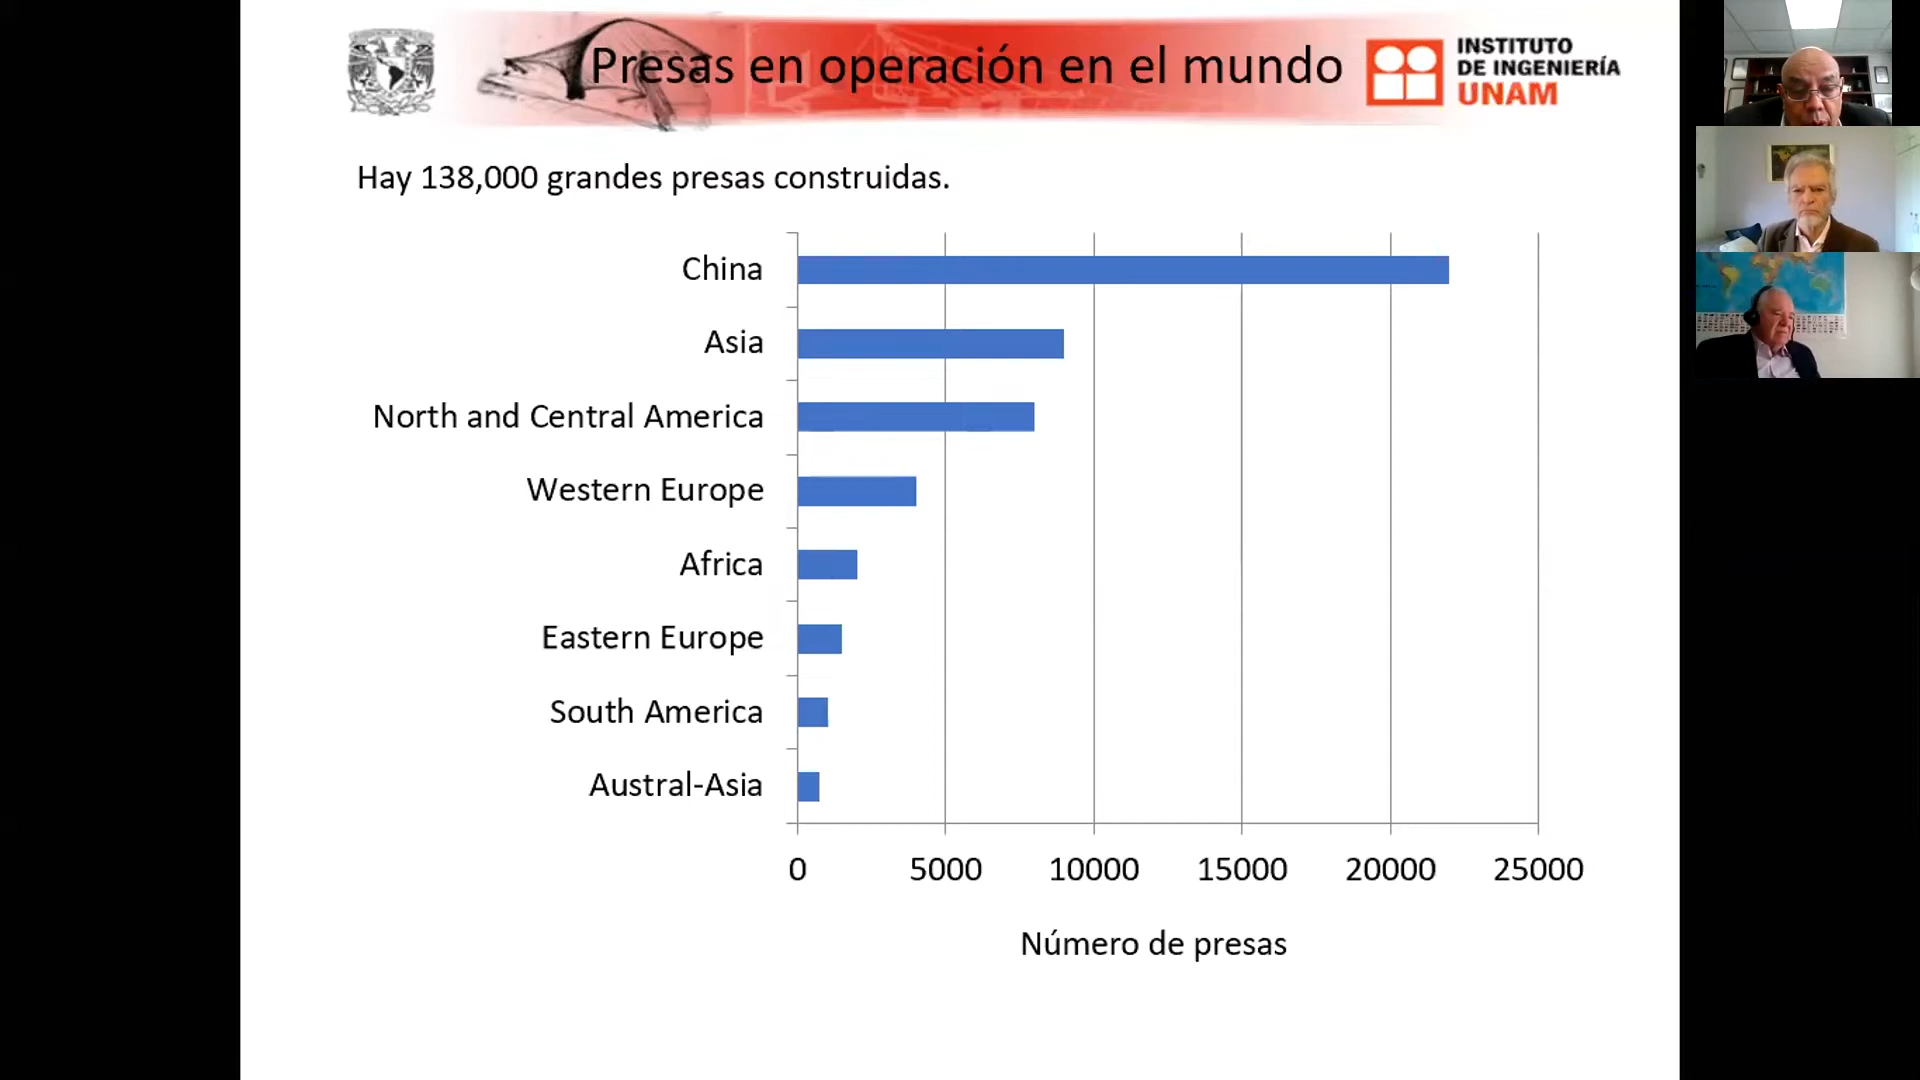 Presas en operación en el mundo
INSTITUTO
DE INGENIERÍA
UNAM
Hay 138,000 grandes presas construidas.
China
Asia
North and Central America
Western Europe
Africa
Eastern Europe
South America
Austral-Asia
0 5000 10000 15000 20000 25000
Número de presas